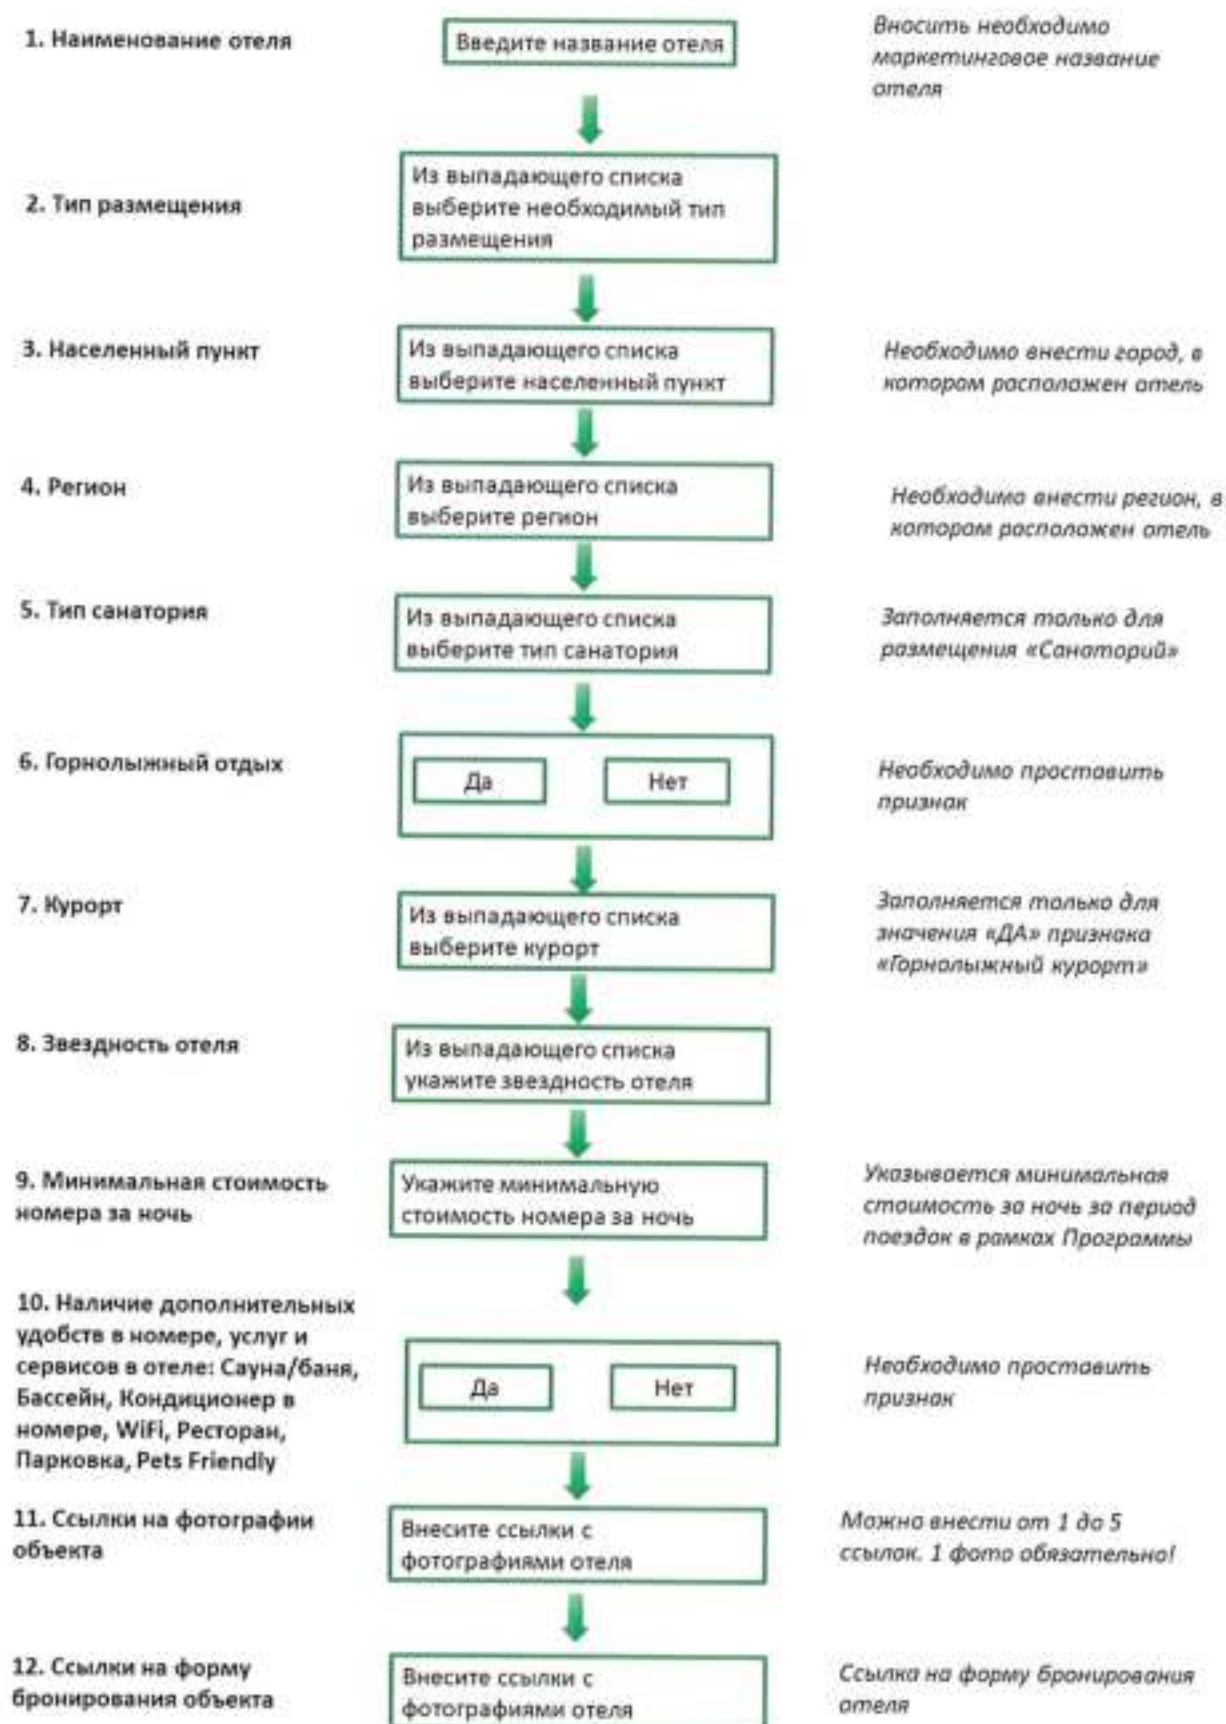 1. Наименование отеля
Введите название отеля
Вносить необходимо
маркетинговое название
отеля
2. Тип размещения
Из выпадающего списка
выберите необходимый тип
размещения
3. Населенный пункт
Из выпадающего списка
выберите населенный пункт
Необходимо внести город, в
котором расположен отель
4. Регион
Из выпадающего списка
выберите регион
Необходимо внести регион, в
котором расположен отель
5. Тип санатория
Из выпадающего списка
выберите тип санатория
Заполняется только для
размещения «Санаторий»
6. Горнолыжный отдых
Да
Нет
Необходимо проставить
признак
7. Курорт
Из выпадающего списка
выберите курорт
Заполняется только для
значения «ДА» признака
«Горнолыжный курорт»
8. Звездность отеля
Из выпадающего списка
укажите звездность отеля
9. Минимальная стоимость
номера за ночь
Укажите минимальную
стоимость номера за ночь
Указывается минимальная
стоимость за ночь за период
поездок в рамках Программы
10. Наличие дополнительных
удобств в номере, услуг и
сервисов в отеле: Сауна/баня,
Бассейн, Кондиционер в
номере, WiFi, Ресторан,
Парковка, Pets Friendly
Да
Нет
Необходимо проставить
признак
11. Ссылки на фотографии
объекта
Внесите ссылки с
фотографиями отеля
Можно внести от 1 до 5
ссылок. 1 фото обязательно!
12. Ссылки на форму
бронирования объекта
Внесите ссылки с
фотографиями отеля
Ссылка на форму бронирования
отеля